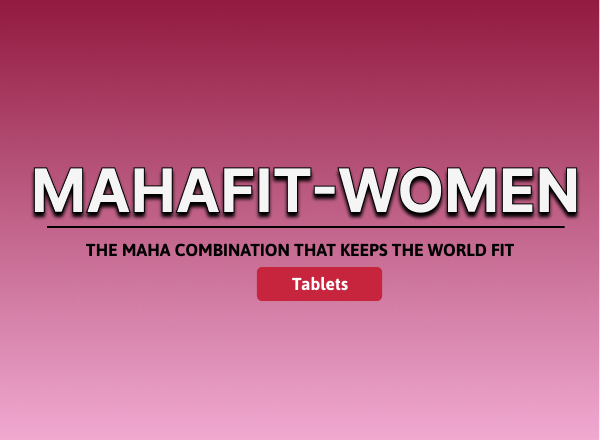 MAHAFIT-WOMEN
THE MAHA COMBINATION THAT KEEPS THE WORLD FIT
Tablets